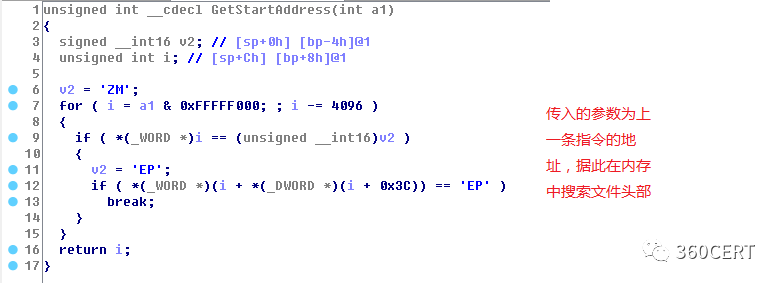 1 unsigned int __cdecl GetStartAddress(int a1)
2 {
3 signed __int16 v2; // [sp+0h] [bp-4h]@1
4 unsigned int i; // [sp+Ch] [bp+8h]@1
5
6 v2 = 'ZM';
7 for ( i = a1 & 0xFFFFF000; ; i -= 4096 )
8 {
9 if ( *(_WORD *)i == (unsigned __int16)v2 )
10 {
11 v2 = 'EP';
12 if ( *(_WORD *)(i + *(_DWORD *)(i + 0x3C)) == 'EP' )
13 break;
14 }
15 }
16 return i;
17 }
传入的参数为上
一条指令的地
址，据此在内存
中搜索文件头部
360CERT